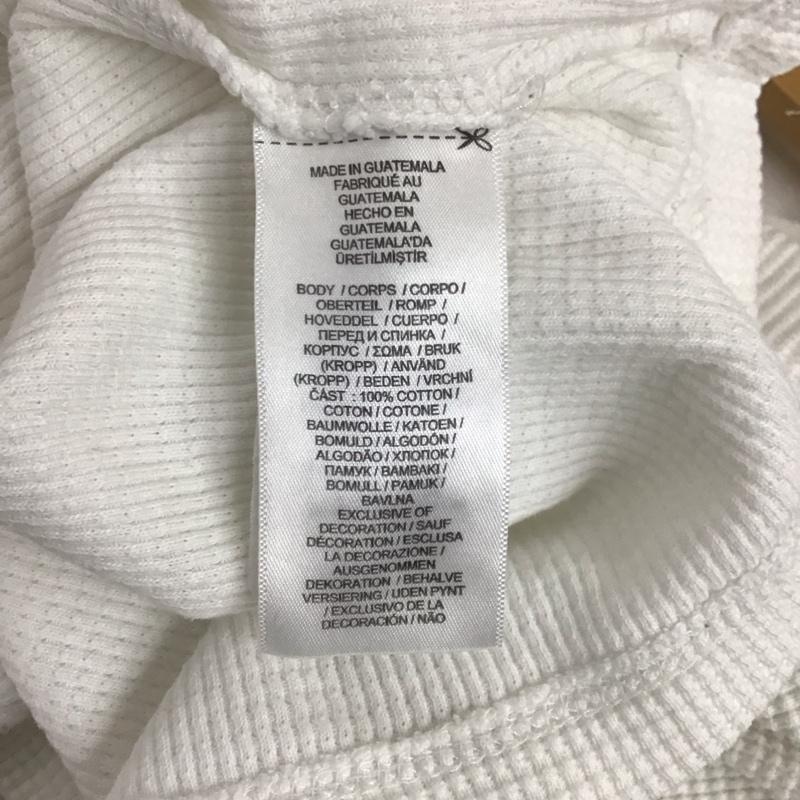 MADE IN GUATEMALA
FABRIQUÉ AU
GUATEMALA
HECHO EN
GUATEMALA
GUATEMALA'DA
ÜRETİLMİŞTİR
BODY / CORPS / CORPO /
OBERTEIL / ROMP /
HOVEDDEL / CUERPO /
ПЕРЕД И СПИНКА /
КОРПУС / ΣΩΜΑ / BRUK
(KROPP) / ANVÄND
(KROPP) / BEDEN / VRCHNÍ
ČÁST : 100% COTTON /
COTON / COTONE /
BAUMWOLLE / KATOEN /
BOMULD / ALGODÓN /
ALGODÃO / ХЛОПОК /
ПАМУК / ΒΑΜΒΑΚΙ /
BOMULL / PAMUK /
BAVLNA
EXCLUSIVE OF
DECORATION / SAUF
DÉCORATION / ESCLUSA
LA DECORAZIONE /
AUSGENOMMEN
DEKORATION / BEHALVE
VERSIERING / UDEN PYNT
/ EXCLUSIVO DE LA
DECORACIÓN / NÃO